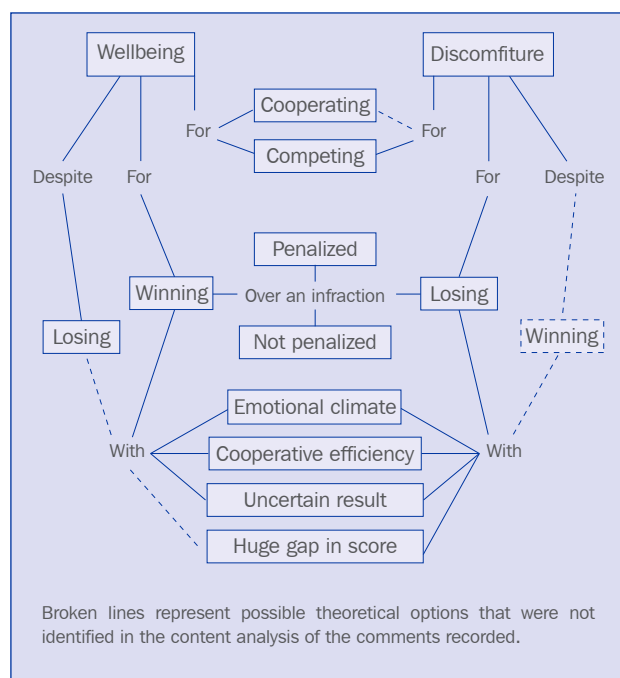 Wellbeing
Discomfiture
Cooperating
For
For
Competing
Despite
For
For
Despite
Penalized
Winning
Over an infraction
Losing
Not penalized
Losing
Winning
Emotional climate
With
Cooperative efficiency
With
Uncertain result
Huge gap in score
Broken lines represent possible theoretical options that were not
identified in the content analysis of the comments recorded.